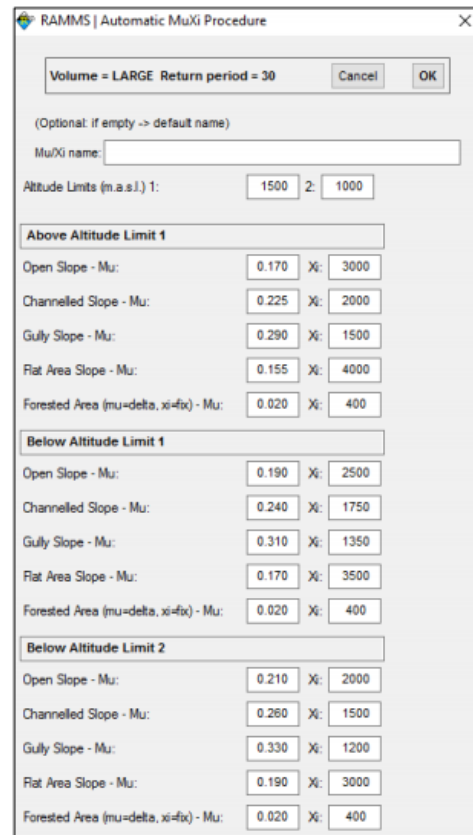 RAMMS | Automatic MuXi Procedure
Volume = LARGE Return period = 30 Cancel OK
(Optional: if empty -> default name)
Mu/Xi name:
Altitude Limits (m.a.s.l.) 1: 1500 2: 1000
Above Altitude Limit 1
Open Slope - Mu: 0.170 Xi: 3000
Channelled Slope - Mu: 0.225 Xi: 2000
Gully Slope - Mu: 0.290 Xi: 1500
Flat Area Slope - Mu: 0.155 Xi: 4000
Forested Area (mu=delta, xi=fix) - Mu: 0.020 Xi: 400
Below Altitude Limit 1
Open Slope - Mu: 0.190 Xi: 2500
Channelled Slope - Mu: 0.240 Xi: 1750
Gully Slope - Mu: 0.310 Xi: 1350
Flat Area Slope - Mu: 0.170 Xi: 3500
Forested Area (mu=delta, xi=fix) - Mu: 0.020 Xi: 400
Below Altitude Limit 2
Open Slope - Mu: 0.210 Xi: 2000
Channelled Slope - Mu: 0.260 Xi: 1500
Gully Slope - Mu: 0.330 Xi: 1200
Flat Area Slope - Mu: 0.190 Xi: 3000
Forested Area (mu=delta, xi=fix) - Mu: 0.020 Xi: 400